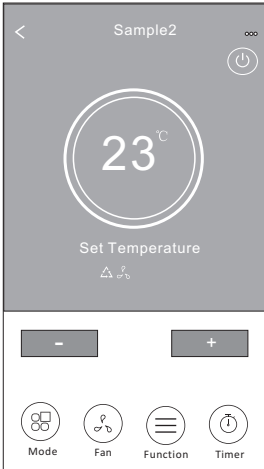 Sample2
23℃
Set Temperature
-
+
Mode Fan Function Timer